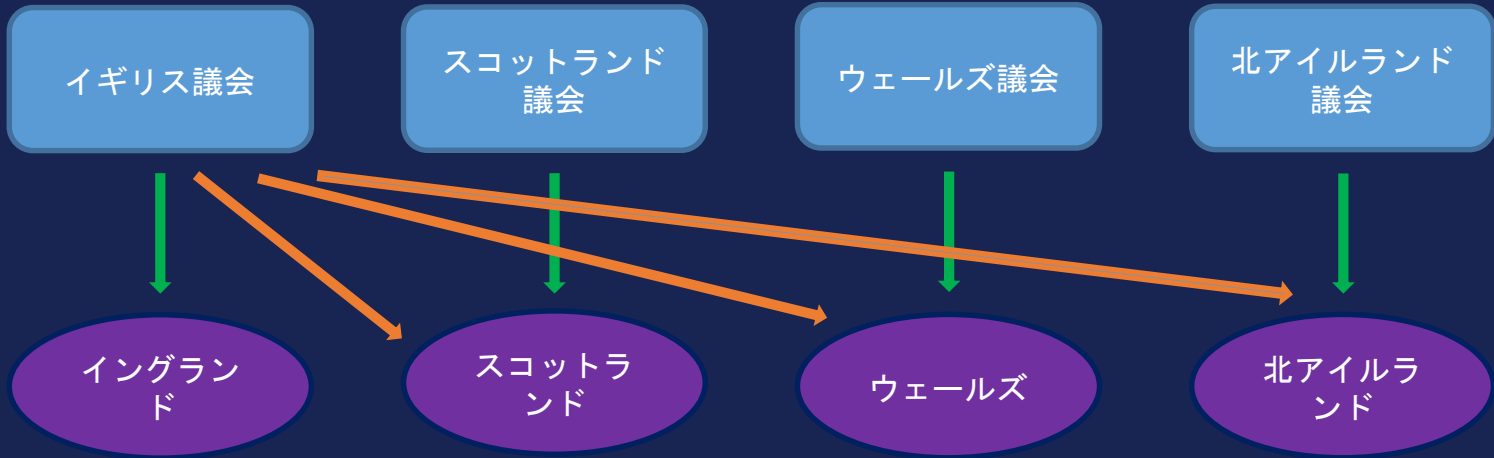 イギリス議会
スコットランド
議会
ウェールズ議会
北アイルランド
議会
イングラン
ド
スコットラ
ンド
ウェールズ
北アイルラ
ンド